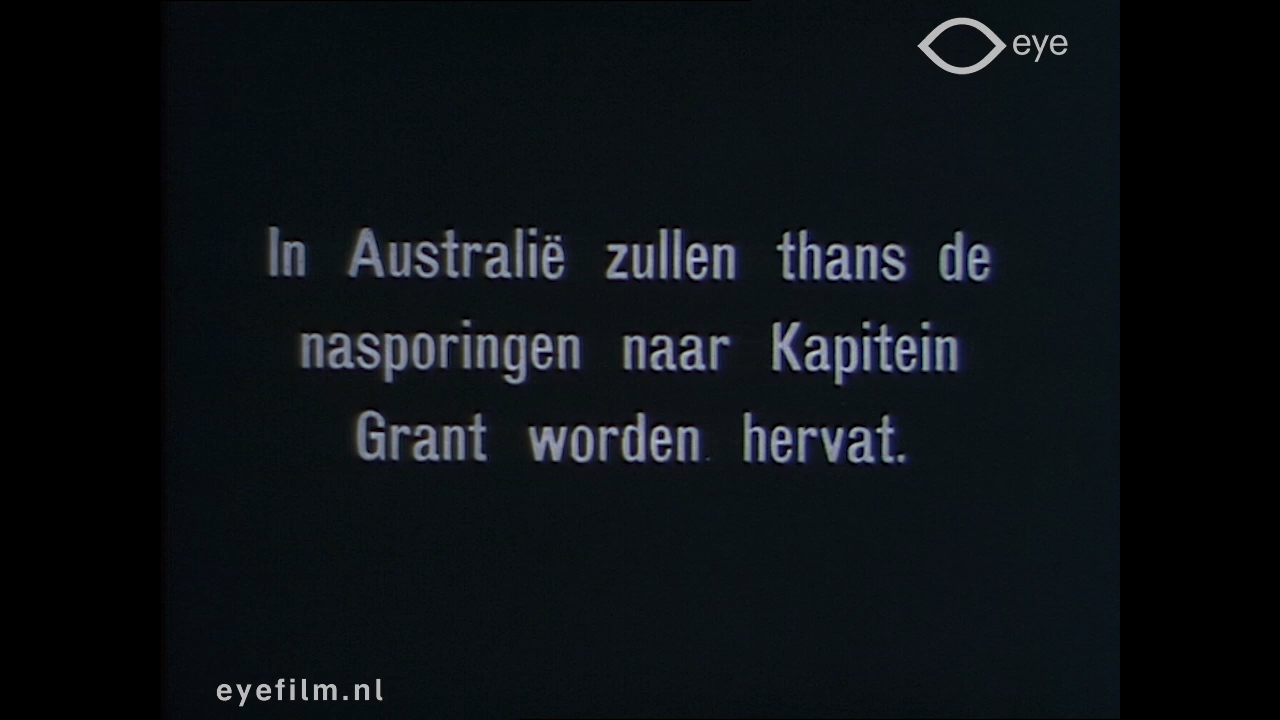 eye
In Australië zullen thans de
nasporingen naar Kapitein
Grant worden hervat.
eyefilm.nl